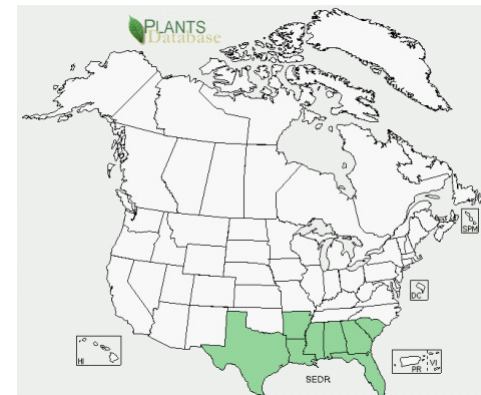 PLANTS
Database
SPM
DC
HI
PR
VI
SEDR